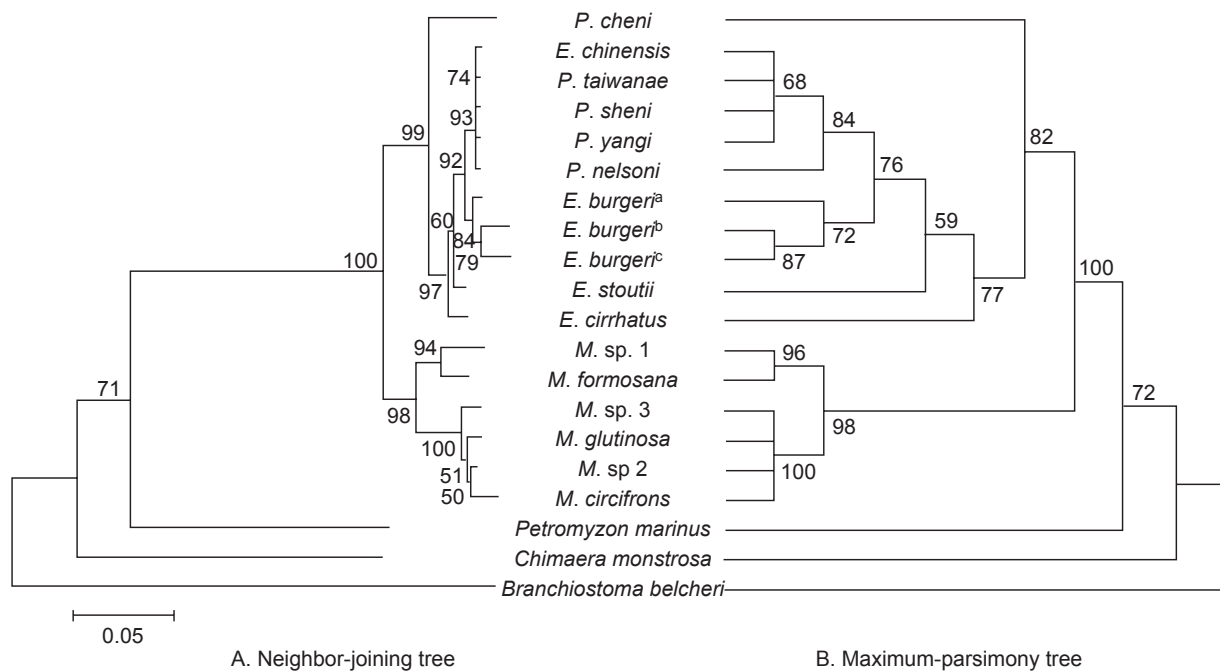 P. cheni
E. chinensis
P. taiwanae
P. sheni
P. yangi
P. nelsoni
E. burgeriᵃ
E. burgeriᵇ
E. burgeriᶜ
E. stoutii
E. cirrhatus
M. sp. 1
M. formosana
M. sp. 3
M. glutinosa
M. sp 2
M. circifrons
Petromyzon marinus
Chimaera monstrosa
Branchiostoma belcheri
74
93
99
92
60
84
79
97
100
94
98
71
100
51
50
0.05
A. Neighbor-joining tree
68
84
82
76
72
59
87
77
100
96
98
72
100
B. Maximum-parsimony tree